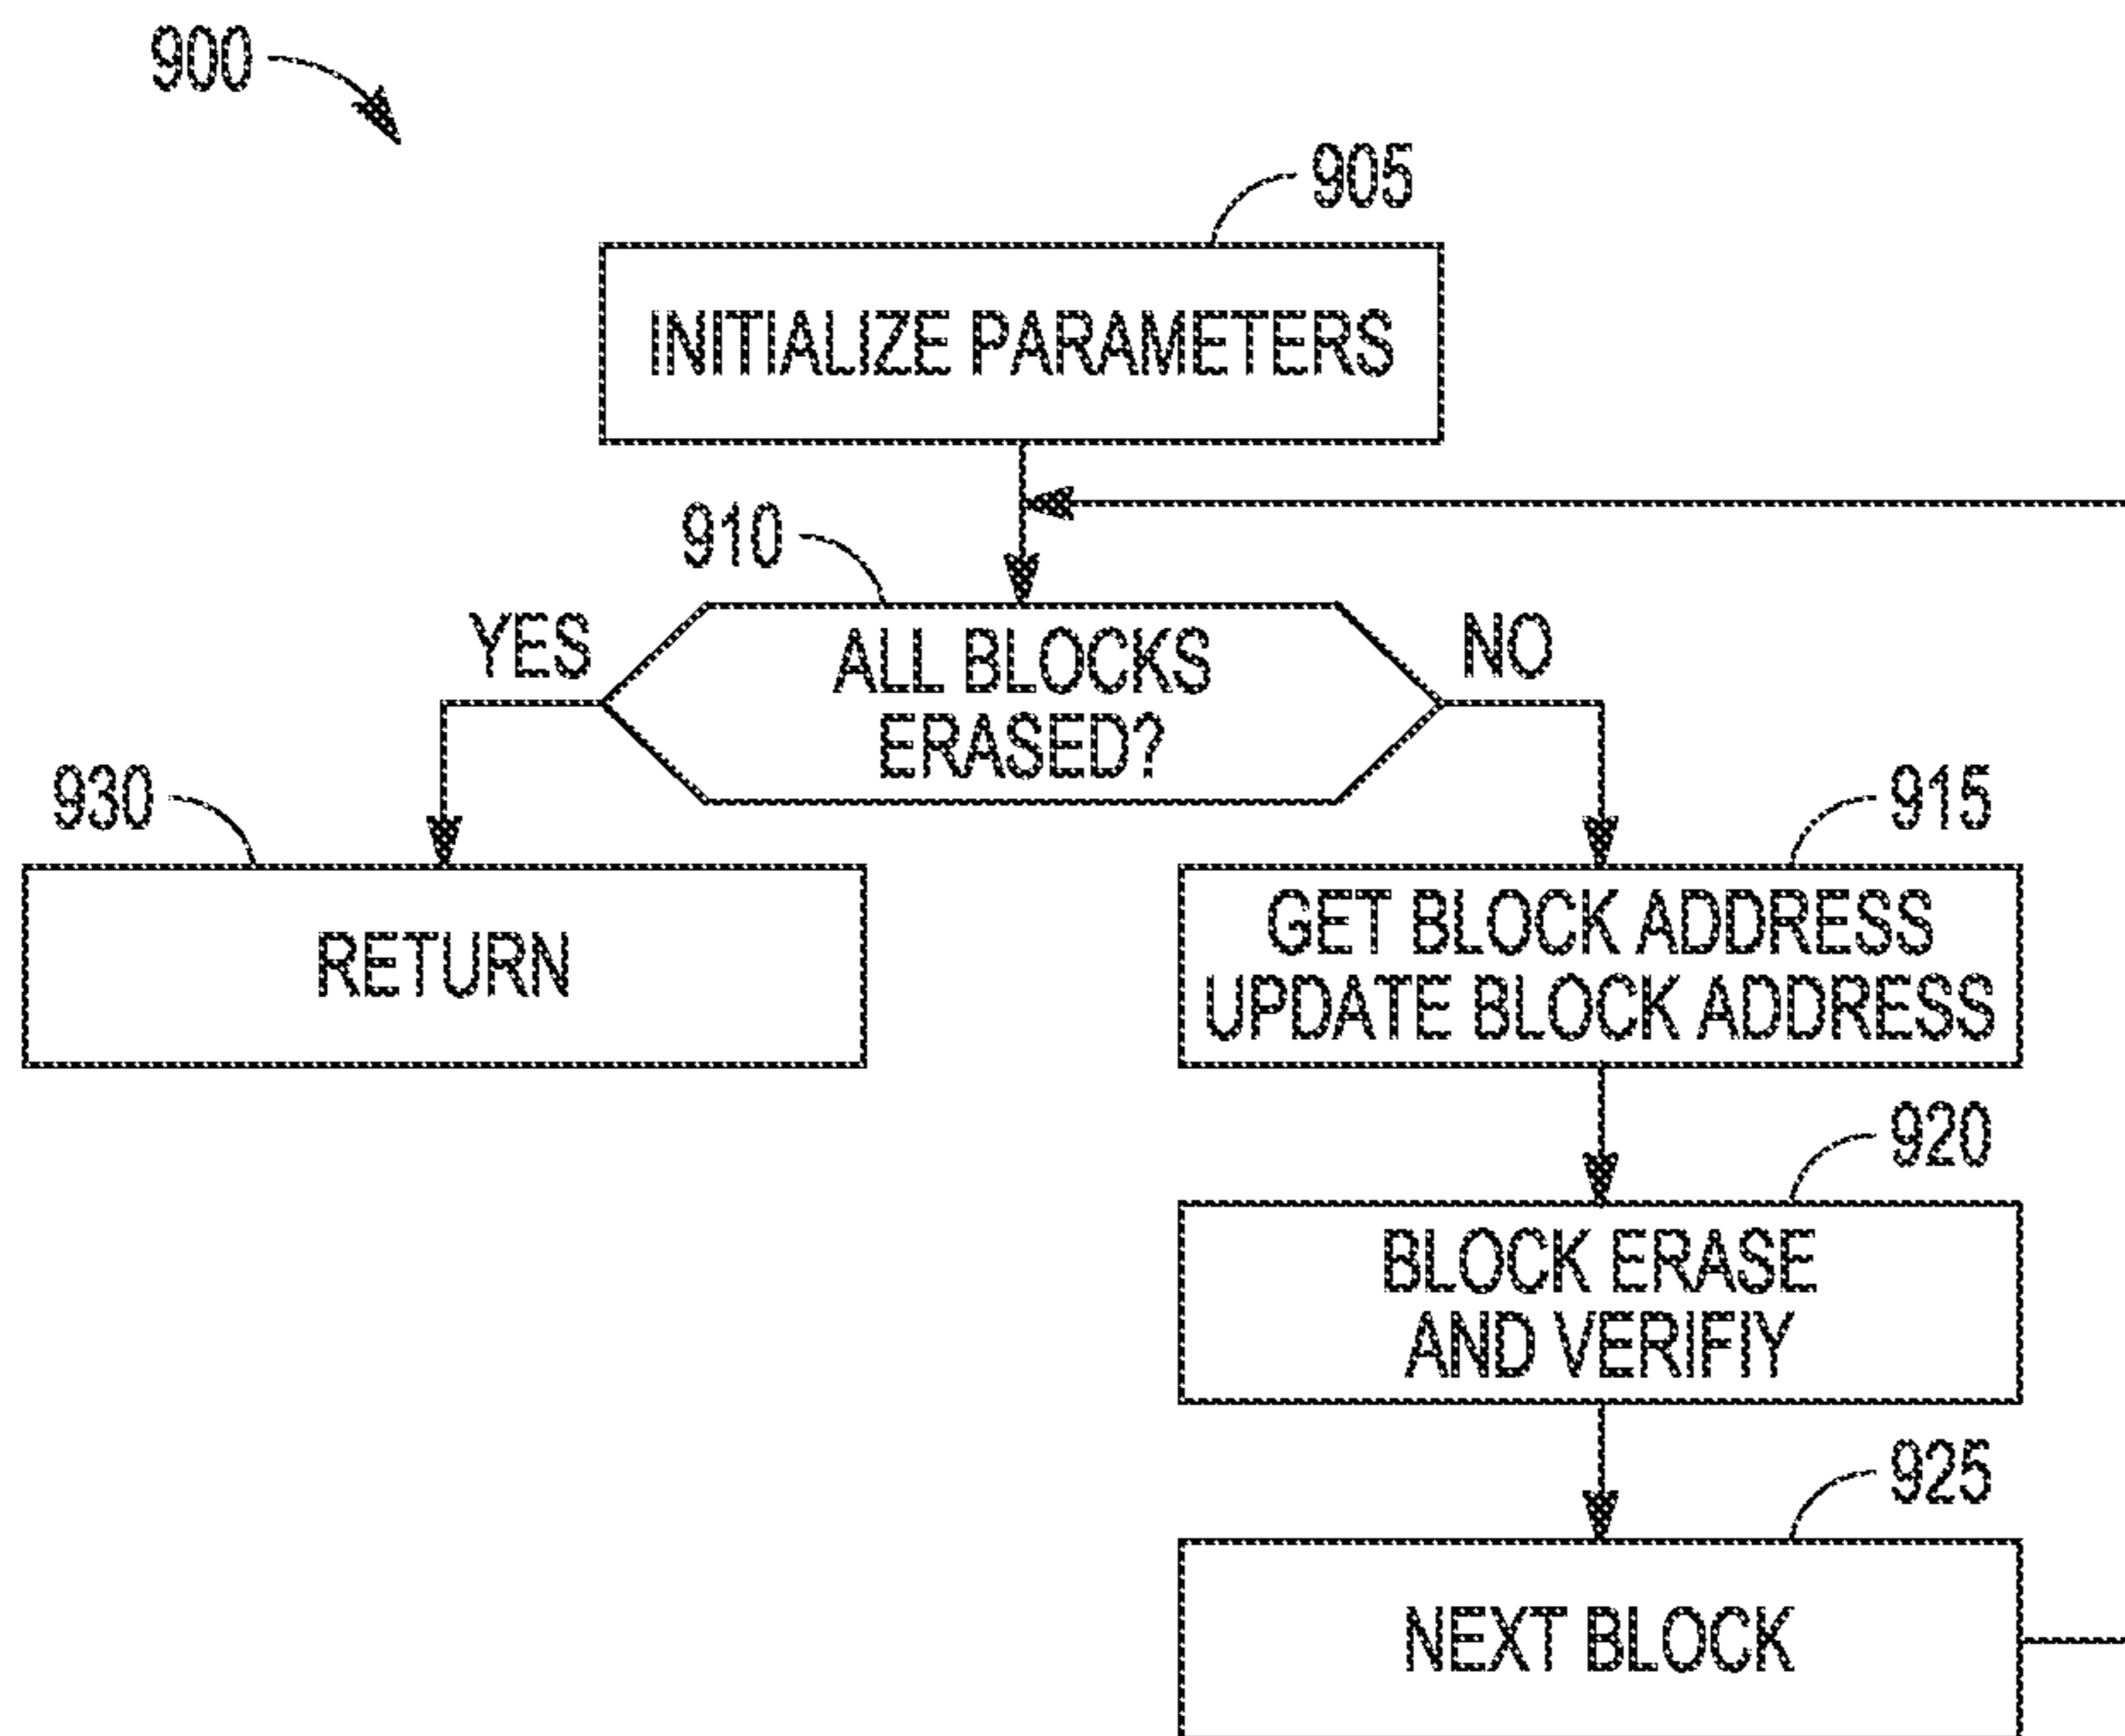 900
905
INITIALIZE PARAMETERS
910
YES
ALL BLOCKS
ERASED?
NO
930
RETURN
915
GET BLOCK ADDRESS
UPDATE BLOCK ADDRESS
920
BLOCK ERASE
AND VERIFIY
925
NEXT BLOCK